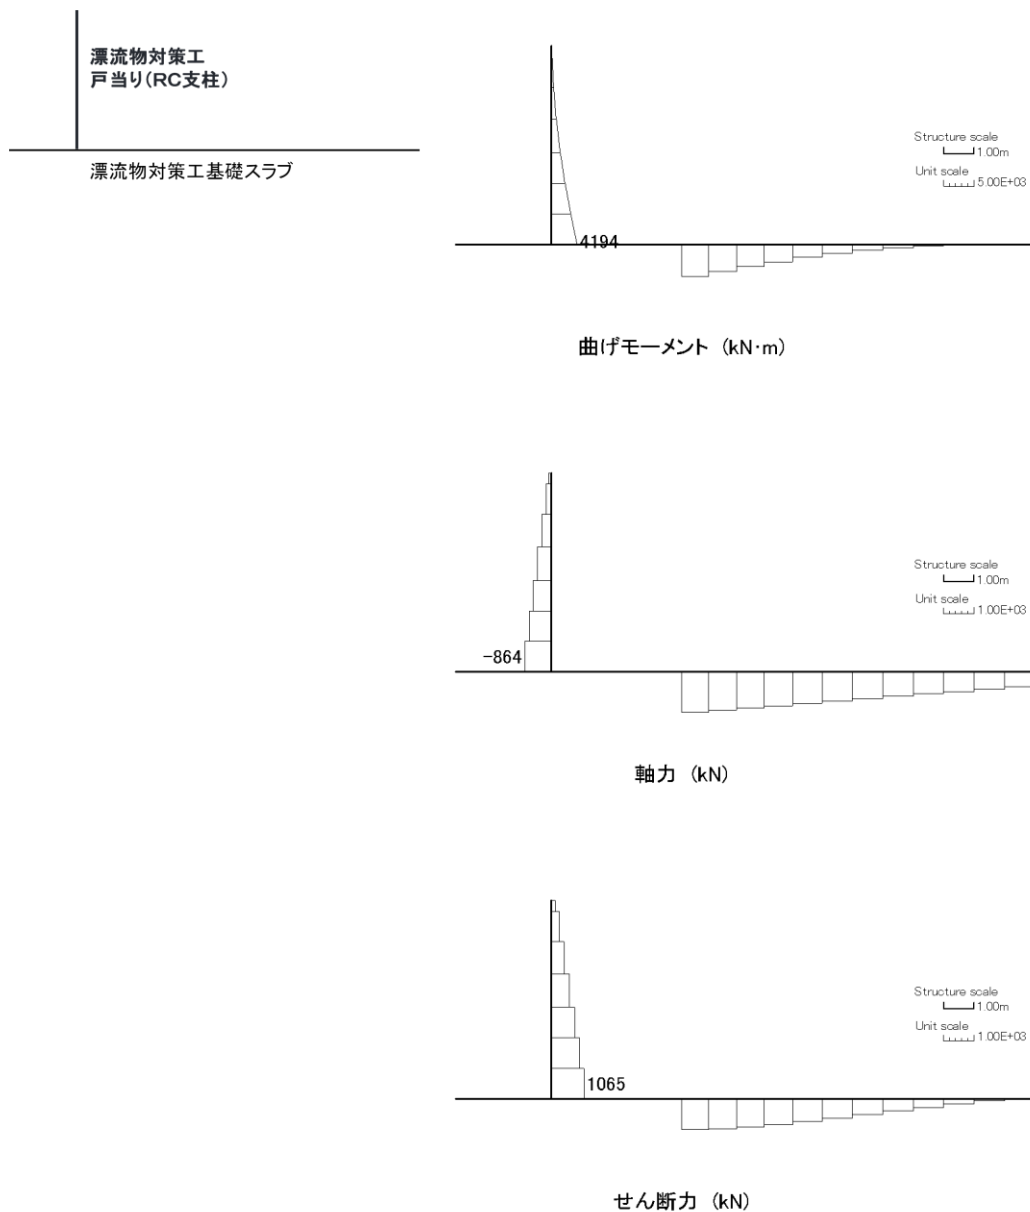 漂流物対策工
戸当り(RC支柱)
漂流物対策工基礎スラブ
Structure scale
1.00m
Unit scale
5.00E+03
4194
曲げモーメント (kN·m)
Structure scale
1.00m
Unit scale
1.00E+03
-864
軸力 (kN)
Structure scale
1.00m
Unit scale
1.00E+03
1065
せん断力 (kN)